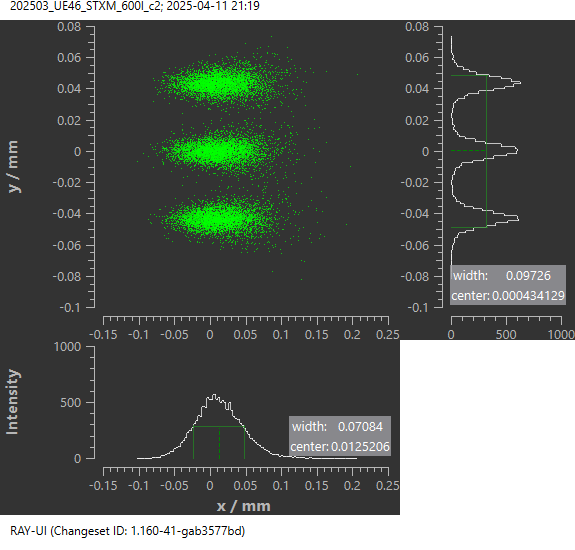 202503_UE46_STXM_600l_c2; 2025-04-11 21:19
0.08
0.06
0.04
0.02
0
-0.02
-0.04
-0.06
-0.08
-0.1
y / mm
-0.15 -0.1 -0.05 0 0.05 0.1 0.15 0.2 0.25
0.08
0.06
0.04
0.02
0
-0.02
-0.04
-0.06
-0.08
-0.1
width: 0.09726
center: 0.000434129
0 500 1000
1000
500
0
Intensity
width: 0.07084
center: 0.0125206
-0.15 -0.1 -0.05 0 0.05 0.1 0.15 0.2 0.25
x / mm
RAY-UI (Changeset ID: 1.160-41-gab3577bd)